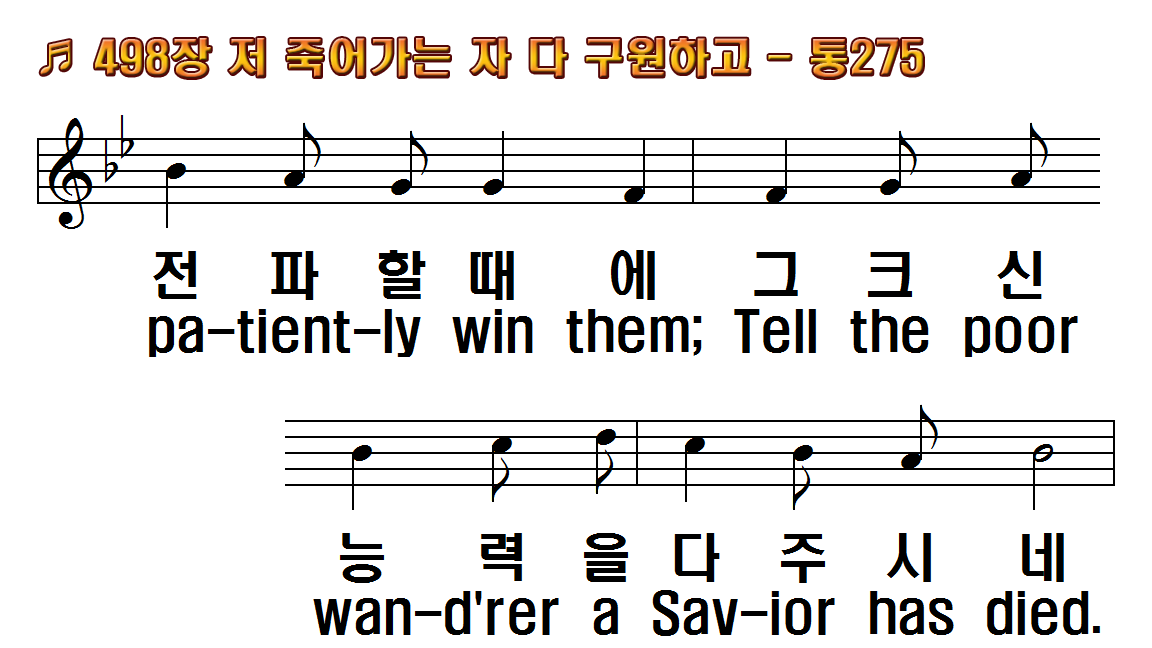 ♬ 498장 저 죽어가는 자 다 구원하고 - 통275
전 파 할 때 에 그 크 신
pa-tient-ly win them; Tell the poor
능 력 을 다 주 시 네
wan-d'rer a Sav-ior has died.